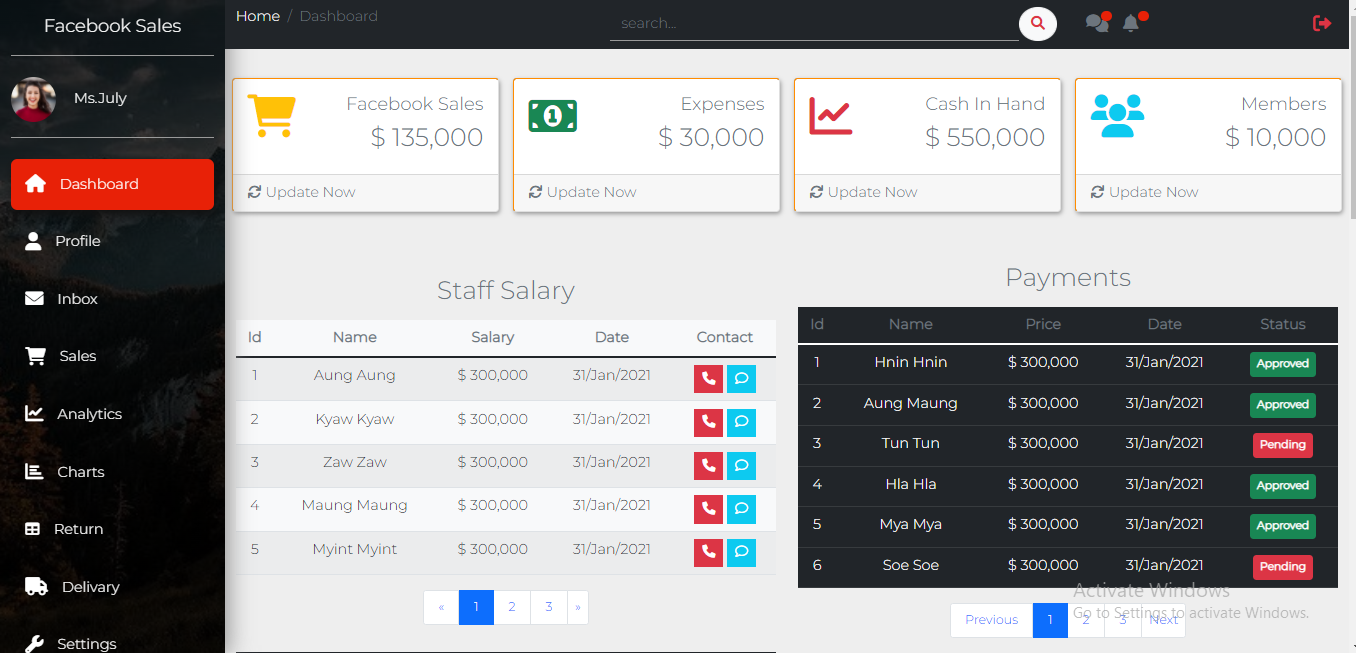 Facebook Sales
Ms.July
Dashboard
Profile
Inbox
Sales
Analytics
Charts
Return
Delivery
Settings
Home / Dashboard
search...
Facebook Sales
$ 135,000
Update Now
Expenses
$ 30,000
Update Now
Cash In Hand
$ 550,000
Update Now
Members
$ 10,000
Update Now
Staff Salary
Id Name Salary Date Contact
1 Aung Aung $ 300,000 31/Jan/2021
2 Kyaw Kyaw $ 300,000 31/Jan/2021
3 Zaw Zaw $ 300,000 31/Jan/2021
4 Maung Maung $ 300,000 31/Jan/2021
5 Myint Myint $ 300,000 31/Jan/2021
« 1 2 3 »
Payments
Id Name Price Date Status
1 Hnin Hnin $ 300,000 31/Jan/2021 Approved
2 Aung Maung $ 300,000 31/Jan/2021 Approved
3 Tun Tun $ 300,000 31/Jan/2021 Pending
4 Hla Hla $ 300,000 31/Jan/2021 Approved
5 Mya Mya $ 300,000 31/Jan/2021 Approved
6 Soe Soe $ 300,000 31/Jan/2021 Pending
Previous 1 2 3 Next
Activate Windows
Go to Settings to activate Windows.